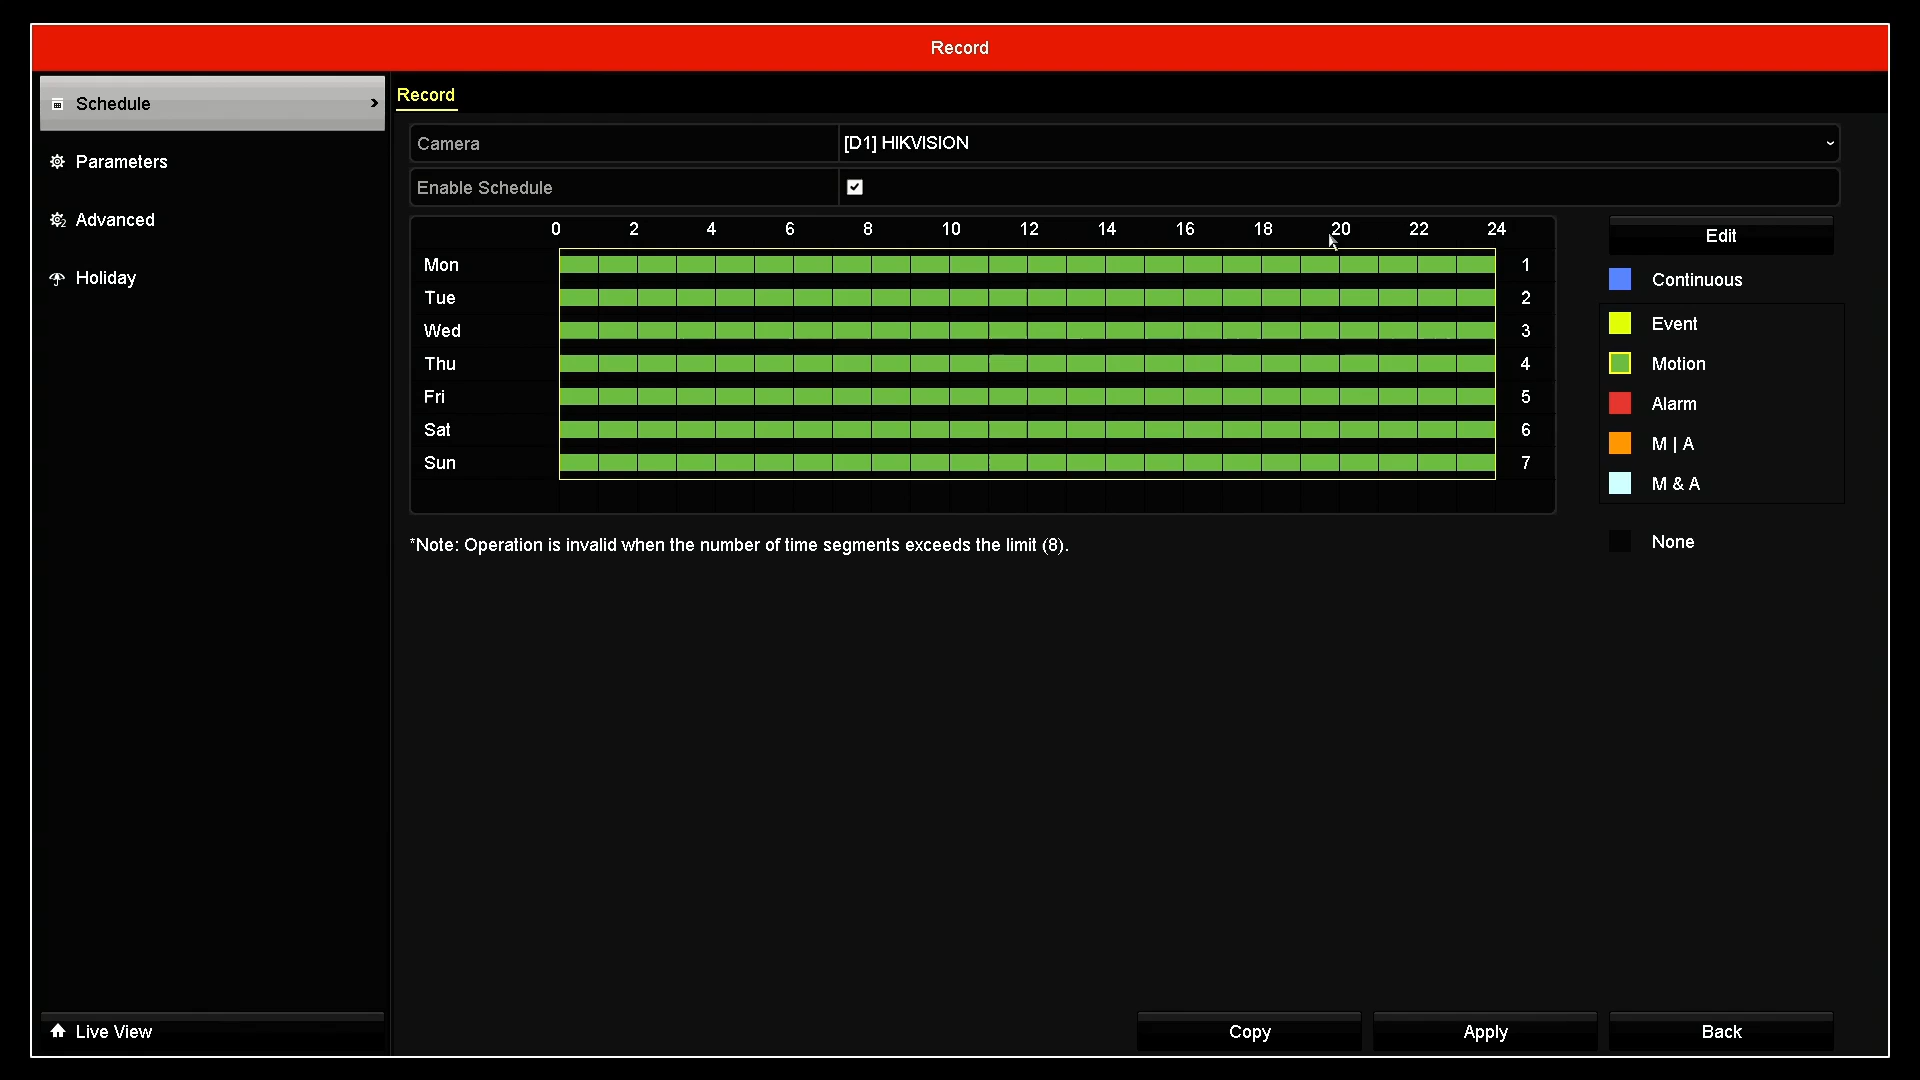 Record
Schedule
Parameters
Advanced
Holiday
Live View
Record
Camera [D1] HIKVISION
Enable Schedule
0 2 4 6 8 10 12 14 16 18 20 22 24
Mon 1
Tue 2
Wed 3
Thu 4
Fri 5
Sat 6
Sun 7
*Note: Operation is invalid when the number of time segments exceeds the limit (8).
Edit
Continuous
Event
Motion
Alarm
M | A
M & A
None
Copy Apply Back